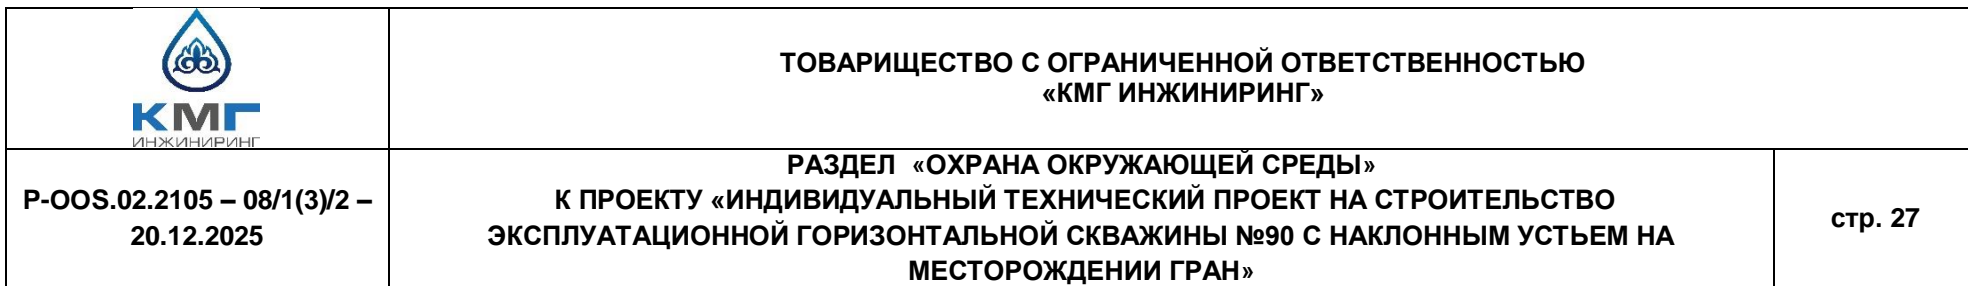 КМГ
ИНЖИНИРИНГ
ТОВАРИЩЕСТВО С ОГРАНИЧЕННОЙ ОТВЕТСТВЕННОСТЬЮ
«КМГ ИНЖИНИРИНГ»
P-OOS.02.2105 – 08/1(3)/2 –
20.12.2025
РАЗДЕЛ «ОХРАНА ОКРУЖАЮЩЕЙ СРЕДЫ»
К ПРОЕКТУ «ИНДИВИДУАЛЬНЫЙ ТЕХНИЧЕСКИЙ ПРОЕКТ НА СТРОИТЕЛЬСТВО
ЭКСПЛУАТАЦИОННОЙ ГОРИЗОНТАЛЬНОЙ СКВАЖИНЫ №90 С НАКЛОННЫМ УСТЬЕМ НА
МЕСТОРОЖДЕНИИ ГРАН»
стр. 27